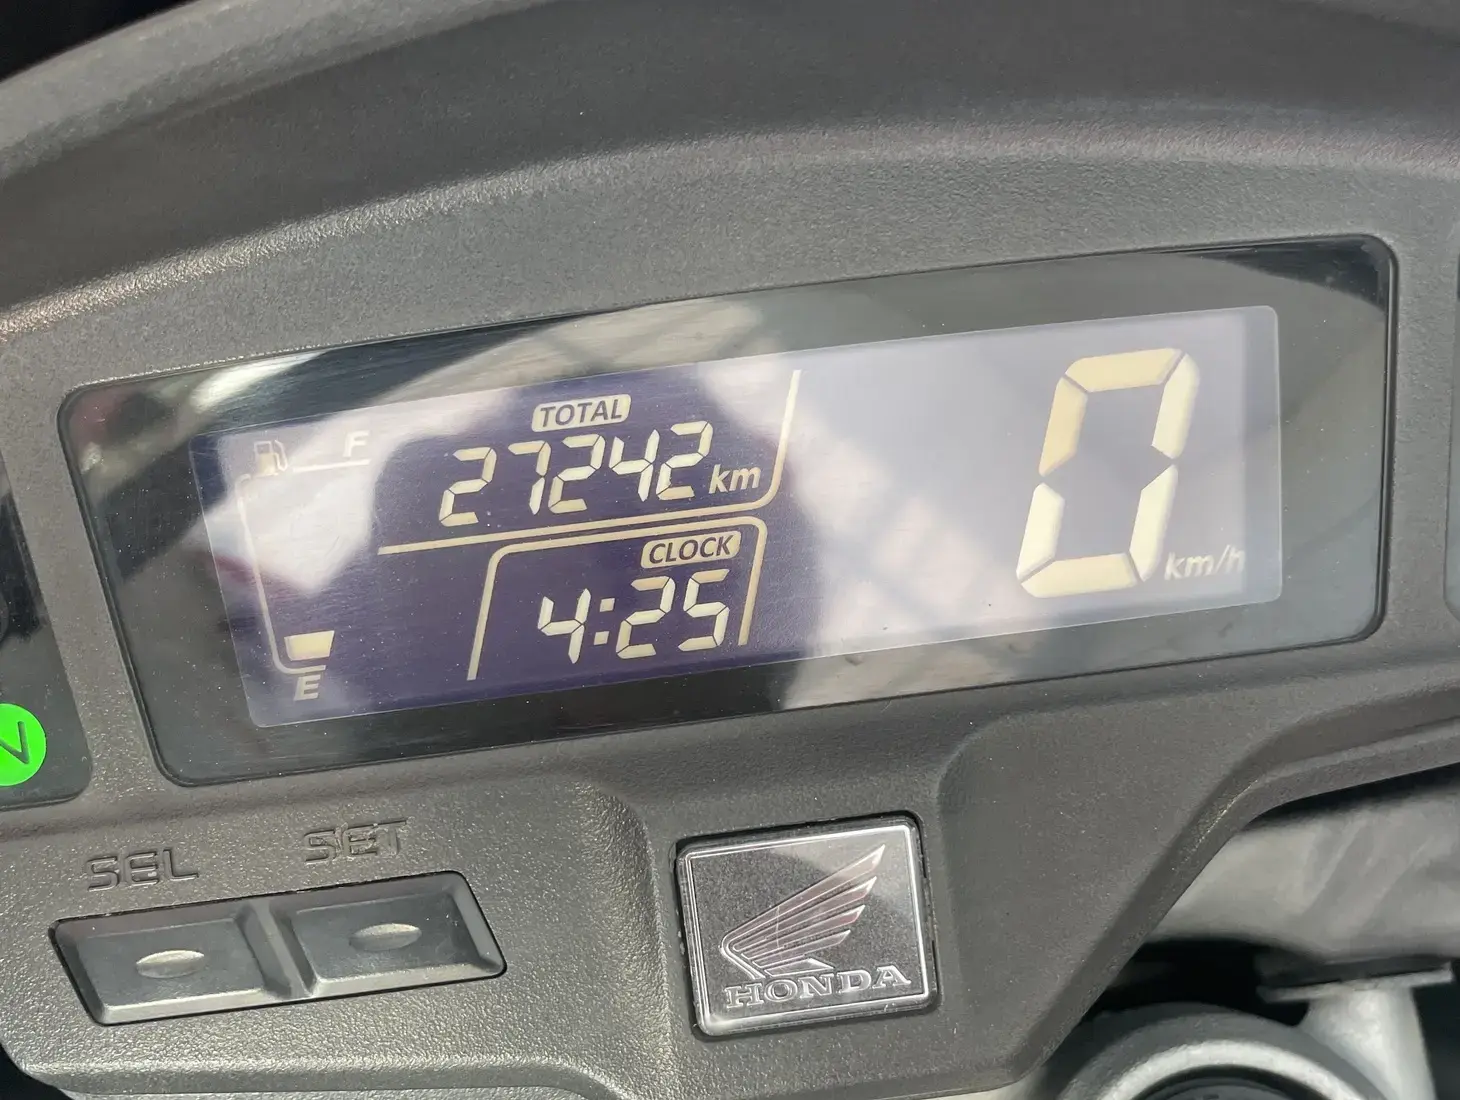 TOTAL
F
27242 km
CLOCK
4:25
0 km/h
E
SEL SET
HONDA